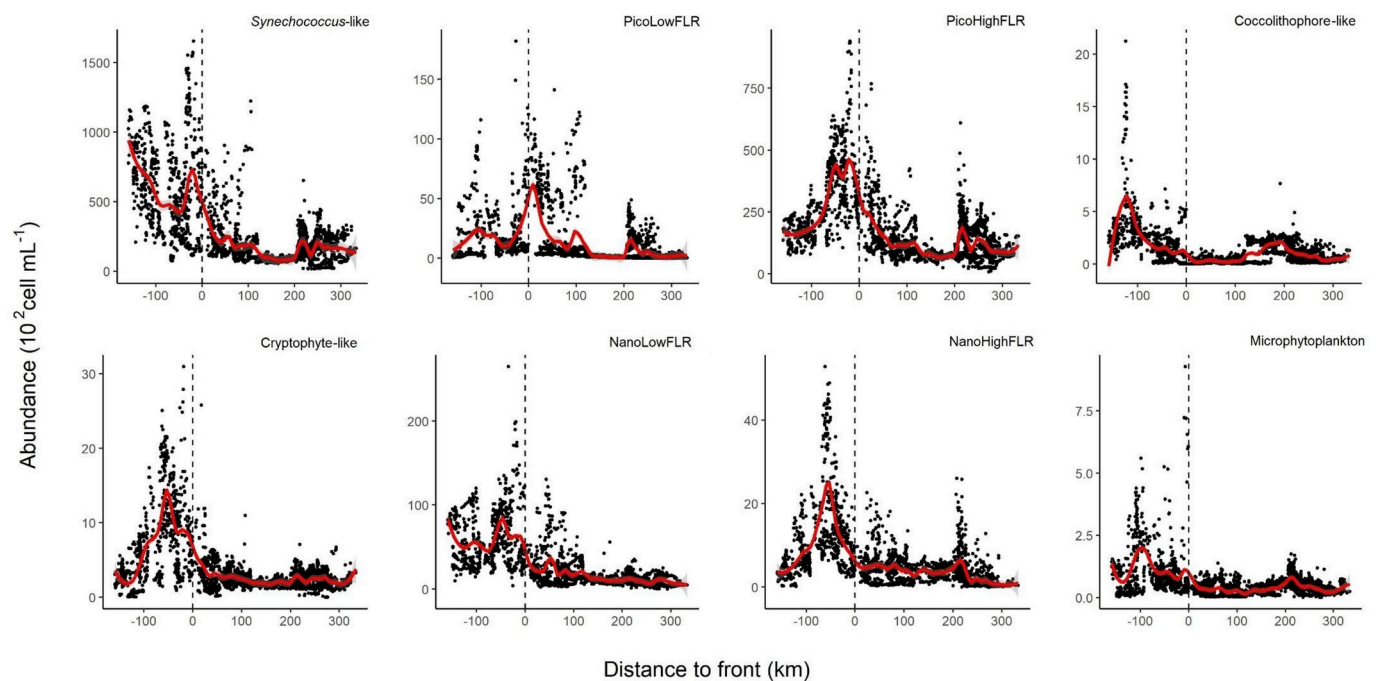 Synechococcus-like
PicoLowFLR
PicoHighFLR
Coccolithophore-like
1500
1000
500
0
-100 0 100 200 300
150
100
50
0
-100 0 100 200 300
750
500
250
0
-100 0 100 200 300
20
15
10
5
0
-100 0 100 200 300
Abundance (10⁻²cell mL⁻¹)
Cryptophyte-like
NanoLowFLR
NanoHighFLR
Microphytoplankton
30
20
10
0
-100 0 100 200 300
200
100
0
-100 0 100 200 300
40
20
0
-100 0 100 200 300
7.5
5.0
2.5
0.0
-100 0 100 200 300
Distance to front (km)